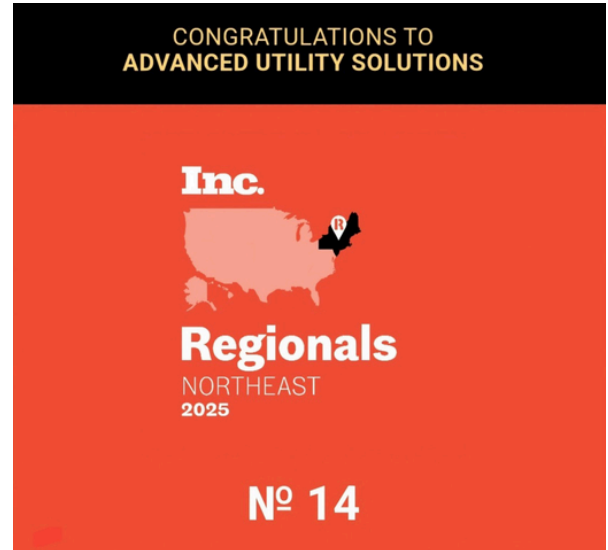 CONGRATULATIONS TO
ADVANCED UTILITY SOLUTIONS
Inc.
R
Regionals
NORTHEAST
2025
Nº 14